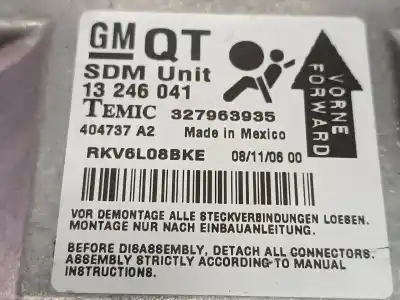 GM QT
SDM Unit
13 246 041
TEMIC 327963935
404737 A2 Made in Mexico
RKV6L08BKE 08/11/06 00
VORNE
FORWARD
VOR DEMONTAGE ALLE STECKVERBINDUNGEN LOESEN.
MONTAGE NUR NACH EINBAUANLEITUNG.
BEFORE DISASSEMBLY, DETACH ALL CONNECTORS.
ASSEMBLY STRICTLY ACCORDING TO MANUAL
INSTRUCTIONS.